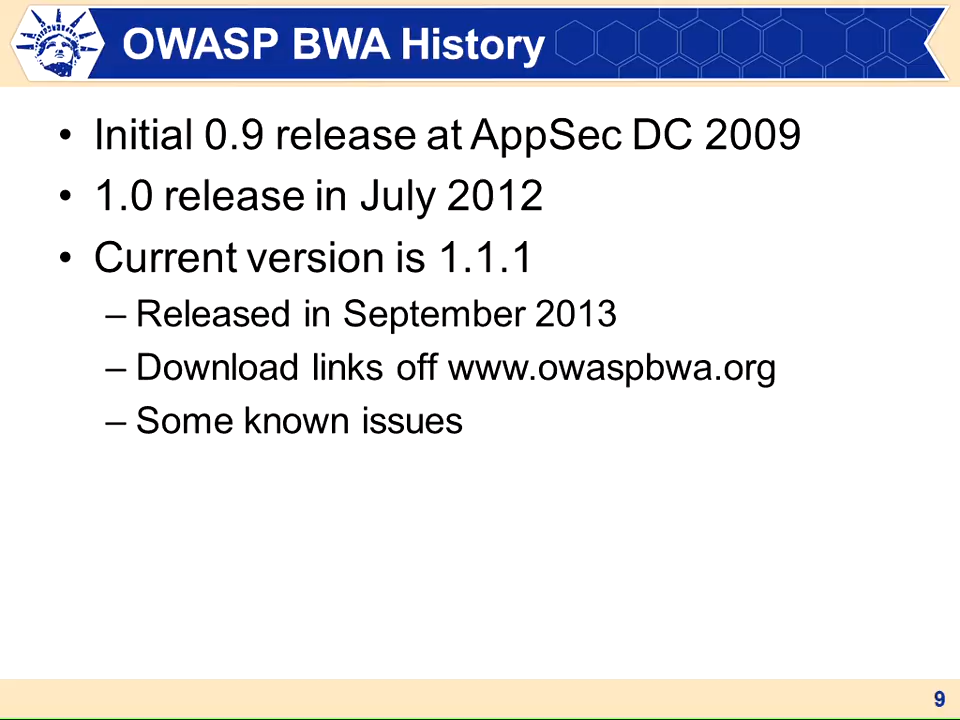 OWASP BWA History
• Initial 0.9 release at AppSec DC 2009
• 1.0 release in July 2012
• Current version is 1.1.1
– Released in September 2013
– Download links off www.owaspbwa.org
– Some known issues
9